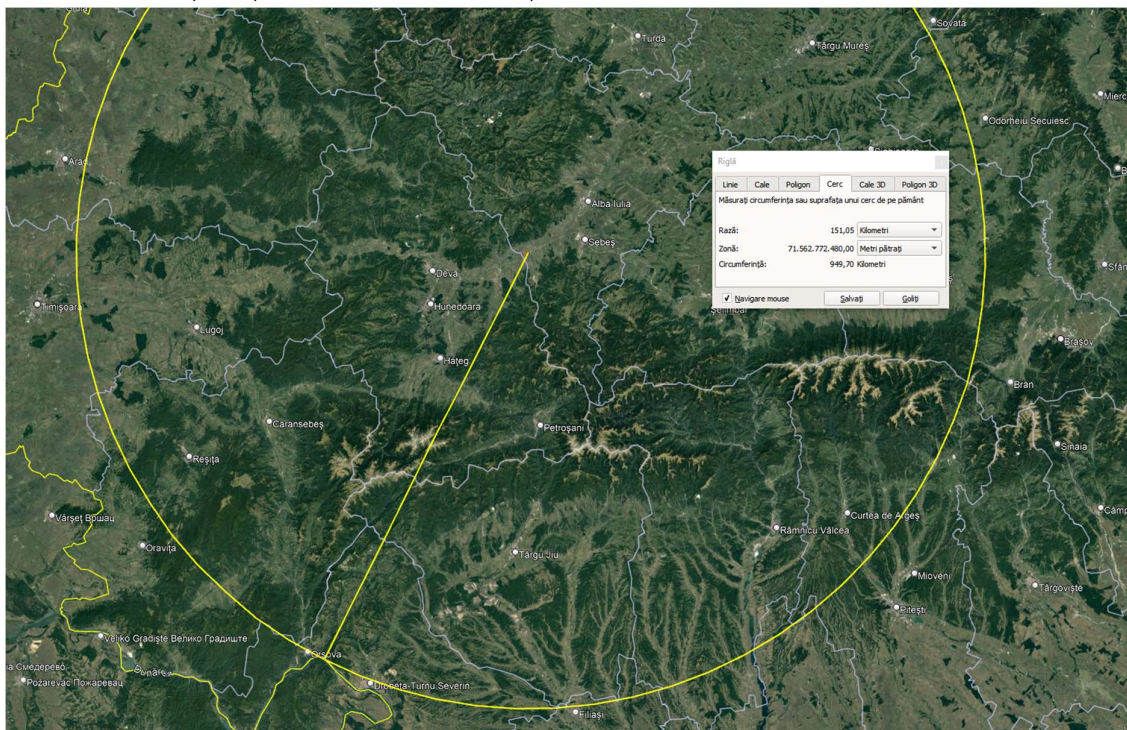 Sovata
Turda
Târgu Mureș
Odorheiu Secuiesc
Arad
Riglă
Linie Cale Poligon Cerc Cale 3D Poligon 3D
Măsurați circumferința sau suprafața unui cerc de pe pământ
Rază: 151,05 Kilometri
Zonă: 71.562.772.480,00 Metri pătrați
Circumferință: 949,70 Kilometri
Navigare mouse Salvați Goliți
Alba Iulia
Sebeș
Deva
Hunedoara
Timișoara
Șelimbăr
Lugoj
Brașov
Hațeg
Bran
Caransebeș
Petroșani
Sinaia
Reșița
Vârșeț Вршац
Curtea de Argeș
Râmnicu Vâlcea
Oravița
Târgu Jiu
Mioveni
Târgoviște
Pitești
Veliko Gradište Велико Градиште
Orșova
Požarevac Пожаревац
Drobeta-Turnu Severin
Filiași